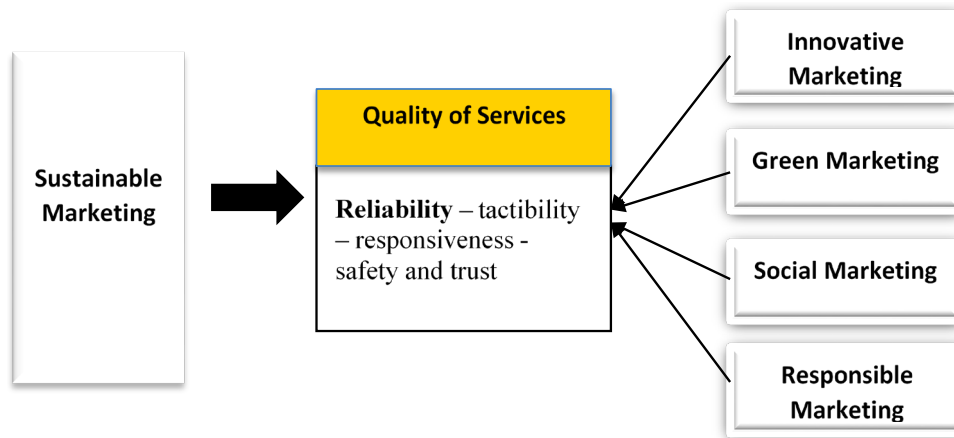 Sustainable
Marketing
Quality of Services
Reliability – tactibility
– responsiveness -
safety and trust
Innovative
Marketing
Green Marketing
Social Marketing
Responsible
Marketing